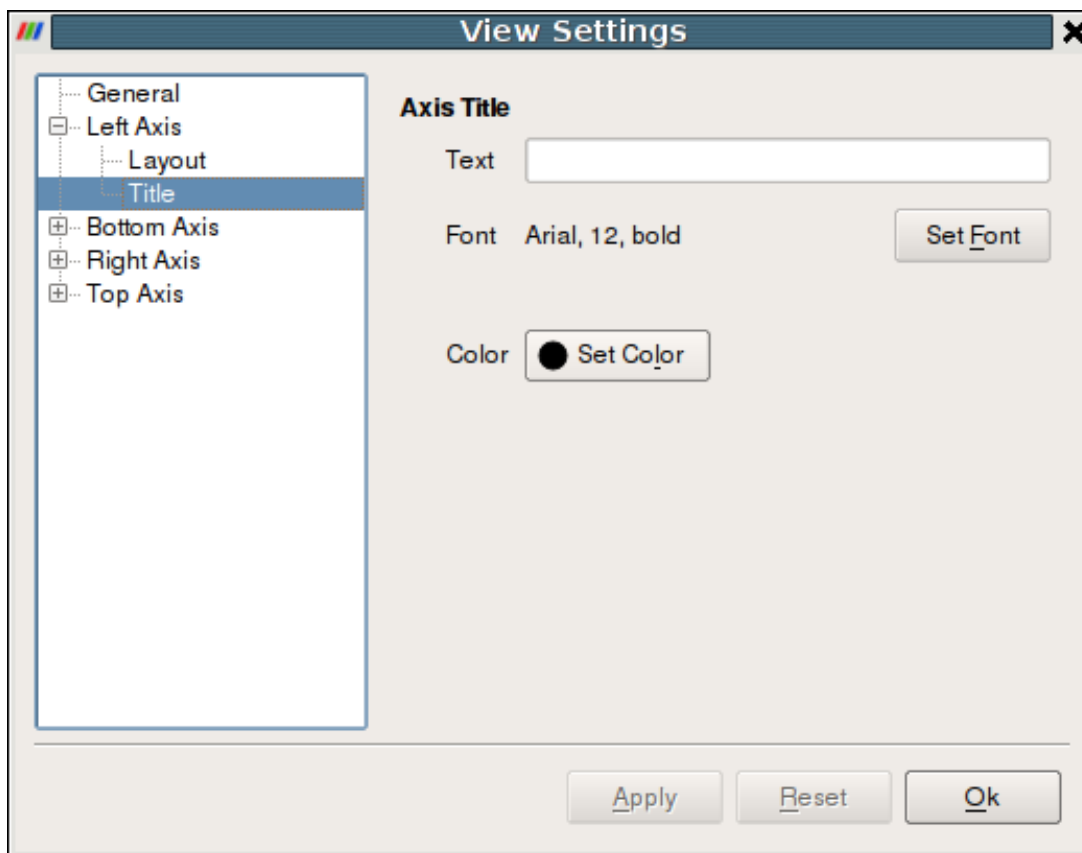 View Settings
General
Left Axis
Layout
Title
Bottom Axis
Right Axis
Top Axis
Axis Title
Text
Font Arial, 12, bold Set Font
Color Set Color
Apply Reset Ok